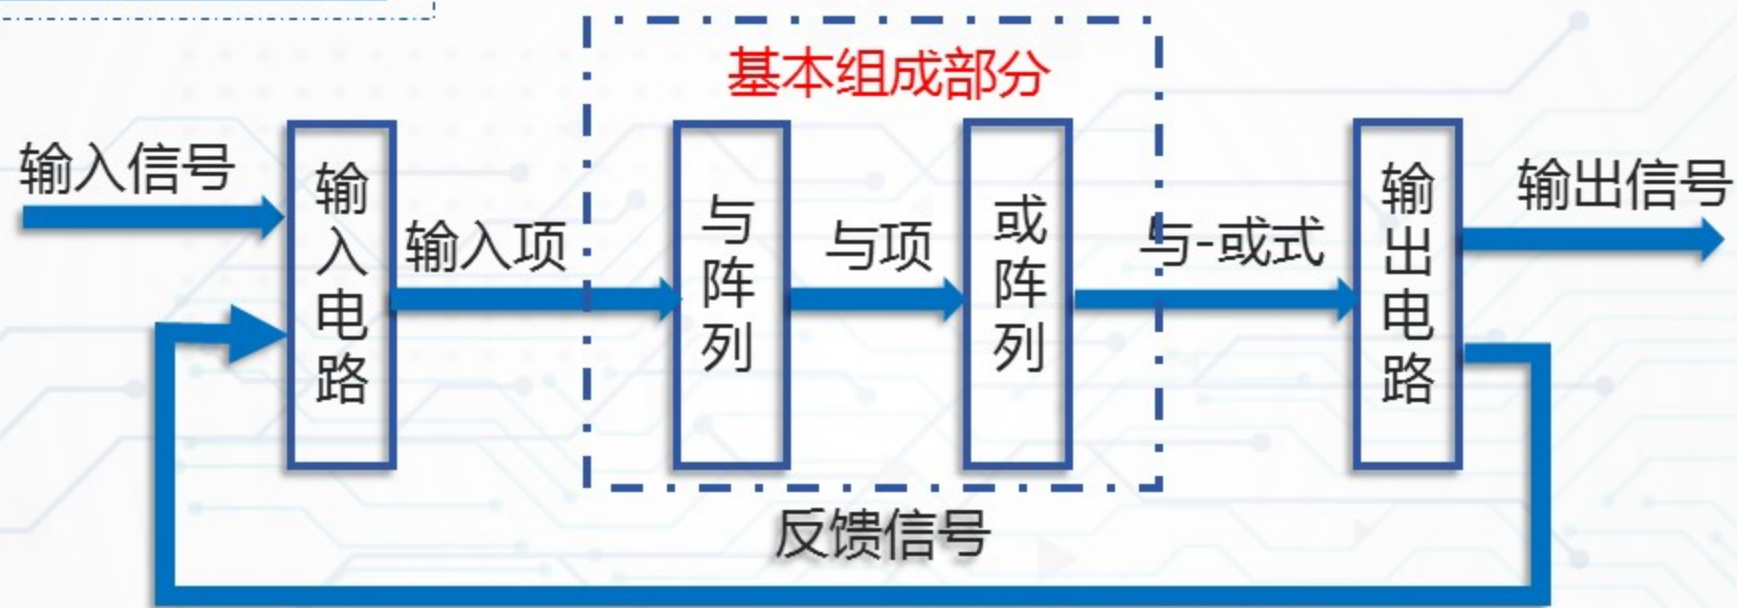 基本组成部分
输入信号
输入电路
输入项
与阵列
与项
或阵列
与-或式
输出电路
输出信号
反馈信号